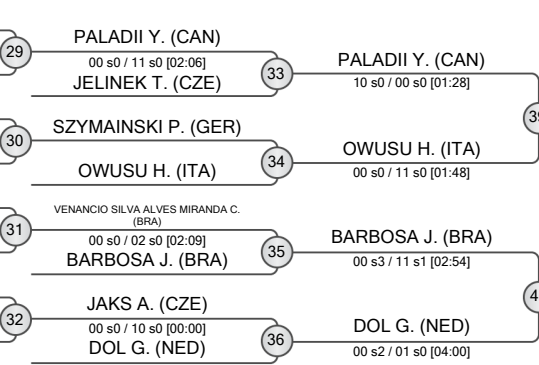 29
PALADII Y. (CAN)
00 s0 / 11 s0 [02:06]
JELINEK T. (CZE)
33
PALADII Y. (CAN)
10 s0 / 00 s0 [01:28]
30
SZYMAINSKI P. (GER)
OWUSU H. (ITA)
34
OWUSU H. (ITA)
00 s0 / 11 s0 [01:48]
31
VENANCIO SILVA ALVES MIRANDA C.
(BRA)
00 s0 / 02 s0 [02:09]
BARBOSA J. (BRA)
35
BARBOSA J. (BRA)
00 s3 / 11 s1 [02:54]
32
JAKS A. (CZE)
00 s0 / 10 s0 [00:00]
DOL G. (NED)
36
DOL G. (NED)
00 s2 / 01 s0 [04:00]